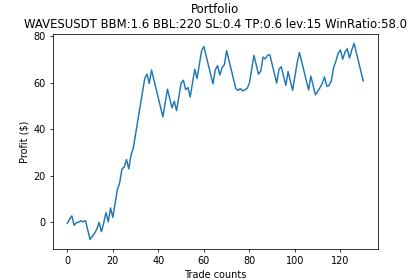 Portfolio
WAVESUSDT BBM:1.6 BBL:220 SL:0.4 TP:0.6 lev:15 WinRatio:58.0
80
60
40
20
0
Profit ($)
0 20 40 60 80 100 120
Trade counts